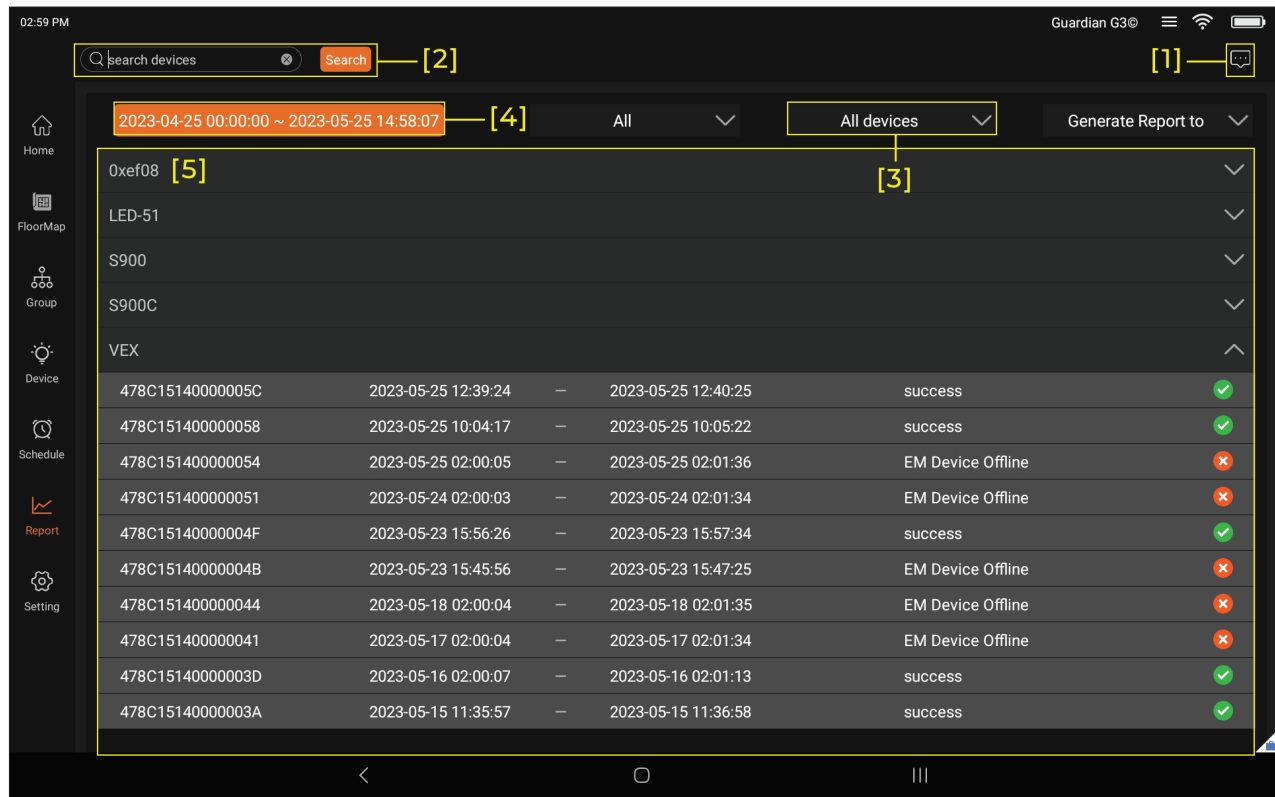 02:59 PM Guardian G3©
search devices Search [2] [1]
2023-04-25 00:00:00 ~ 2023-05-25 14:58:07 [4] All All devices Generate Report to
Home
0xef08 [5] [3]
FloorMap
LED-51
S900
Group
S900C
VEX
Device
478C15140000005C 2023-05-25 12:39:24 – 2023-05-25 12:40:25 success
478C151400000058 2023-05-25 10:04:17 – 2023-05-25 10:05:22 success
Schedule
478C151400000054 2023-05-25 02:00:05 – 2023-05-25 02:01:36 EM Device Offline
478C151400000051 2023-05-24 02:00:03 – 2023-05-24 02:01:34 EM Device Offline
Report
478C15140000004F 2023-05-23 15:56:26 – 2023-05-23 15:57:34 success
478C15140000004B 2023-05-23 15:45:56 – 2023-05-23 15:47:25 EM Device Offline
Setting
478C151400000044 2023-05-18 02:00:04 – 2023-05-18 02:01:35 EM Device Offline
478C151400000041 2023-05-17 02:00:04 – 2023-05-17 02:01:34 EM Device Offline
478C15140000003D 2023-05-16 02:00:07 – 2023-05-16 02:01:13 success
478C15140000003A 2023-05-15 11:35:57 – 2023-05-15 11:36:58 success